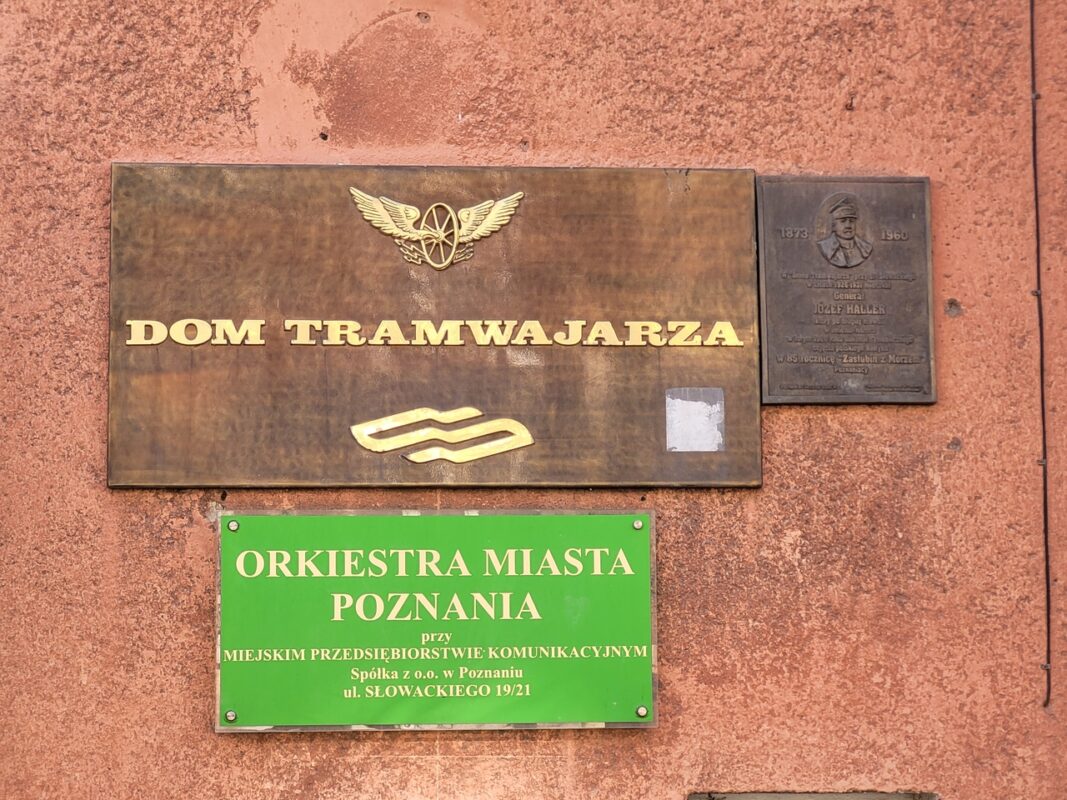 DOM TRAMWAJARZA
1873 1960
Generał
JÓZEF HALLER
W 85 rocznicę "Zaślubin z Morzem"
Poznaniacy
ORKIESTRA MIASTA
POZNANIA
przy
MIEJSKIM PRZEDSIĘBIORSTWIE KOMUNIKACYJNYM
Spółka z o.o. w Poznaniu
ul. SŁOWACKIEGO 19/21